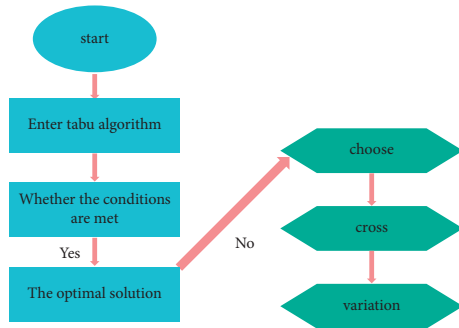 start
Enter tabu algorithm
Whether the conditions
are met
Yes
The optimal solution
No
choose
cross
variation